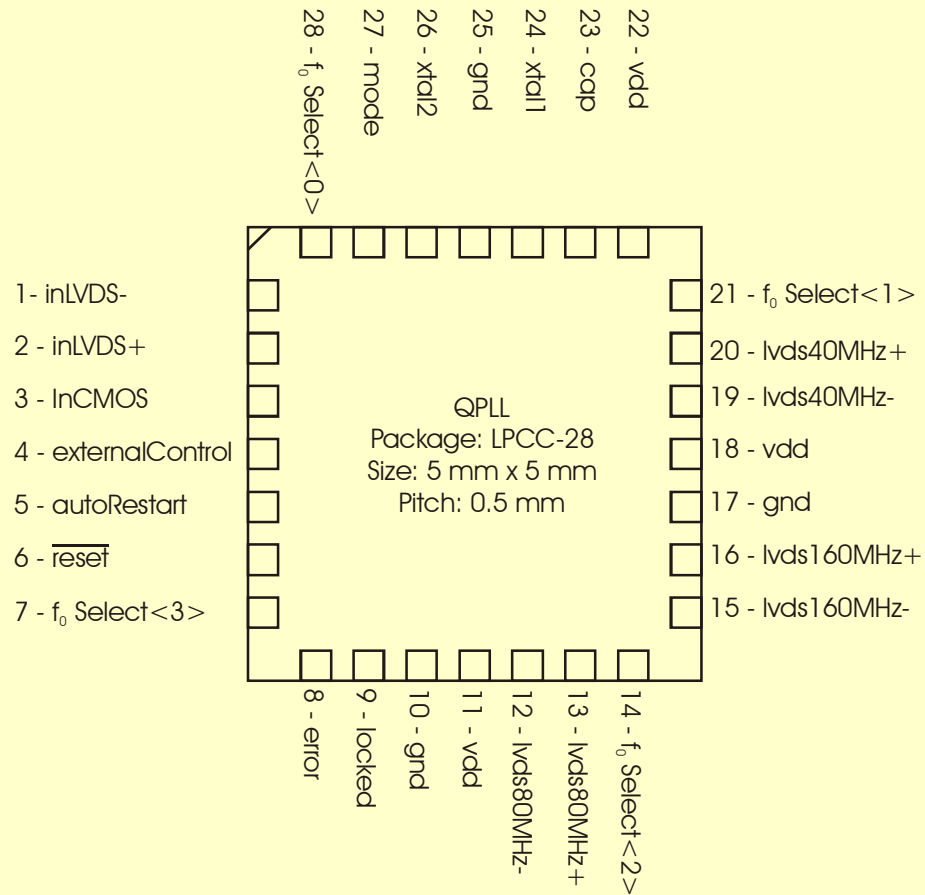 28 - f₀ Select<0>
27 - mode
26 - xtal2
25 - gnd
24 - xtal1
23 - cap
22 - vdd
1- inLVDS-
2 - inLVDS+
3 - InCMOS
4 - externalControl
5 - autoRestart
6 - r̅e̅s̅e̅t̅
7 - f₀ Select<3>
QPLL
Package: LPCC-28
Size: 5 mm x 5 mm
Pitch: 0.5 mm
21 - f₀ Select<1>
20 - lvds40MHz+
19 - lvds40MHz-
18 - vdd
17 - gnd
16 - lvds160MHz+
15 - lvds160MHz-
8 - error
9 - locked
10 - gnd
11 - vdd
12 - lvds80MHz-
13 - lvds80MHz+
14 - f₀ Select<2>